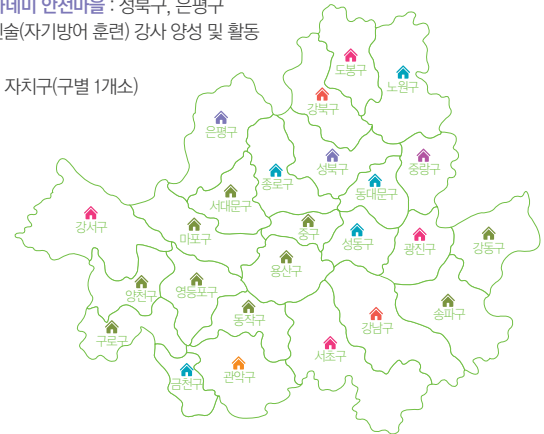 데미 안전마을 : 성북구, 은평구
술(자기방어 훈련) 강사 양성 및 활동
자치구(구별 1개소)
도봉구
노원구
강북구
은평구
성북구
중랑구
종로구
동대문구
서대문구
강서구
마포구
중구
성동구
광진구
강동구
용산구
양천구
영등포구
송파구
동작구
강남구
구로구
서초구
금천구
관악구